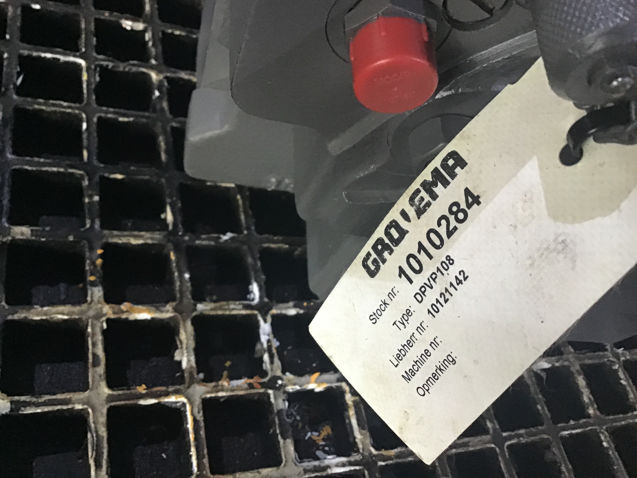 GRO'EMA
Stock nr: 1010284
Type: DPVP108
Liebherr nr: 10121142
Machine nr:
Opmerking: